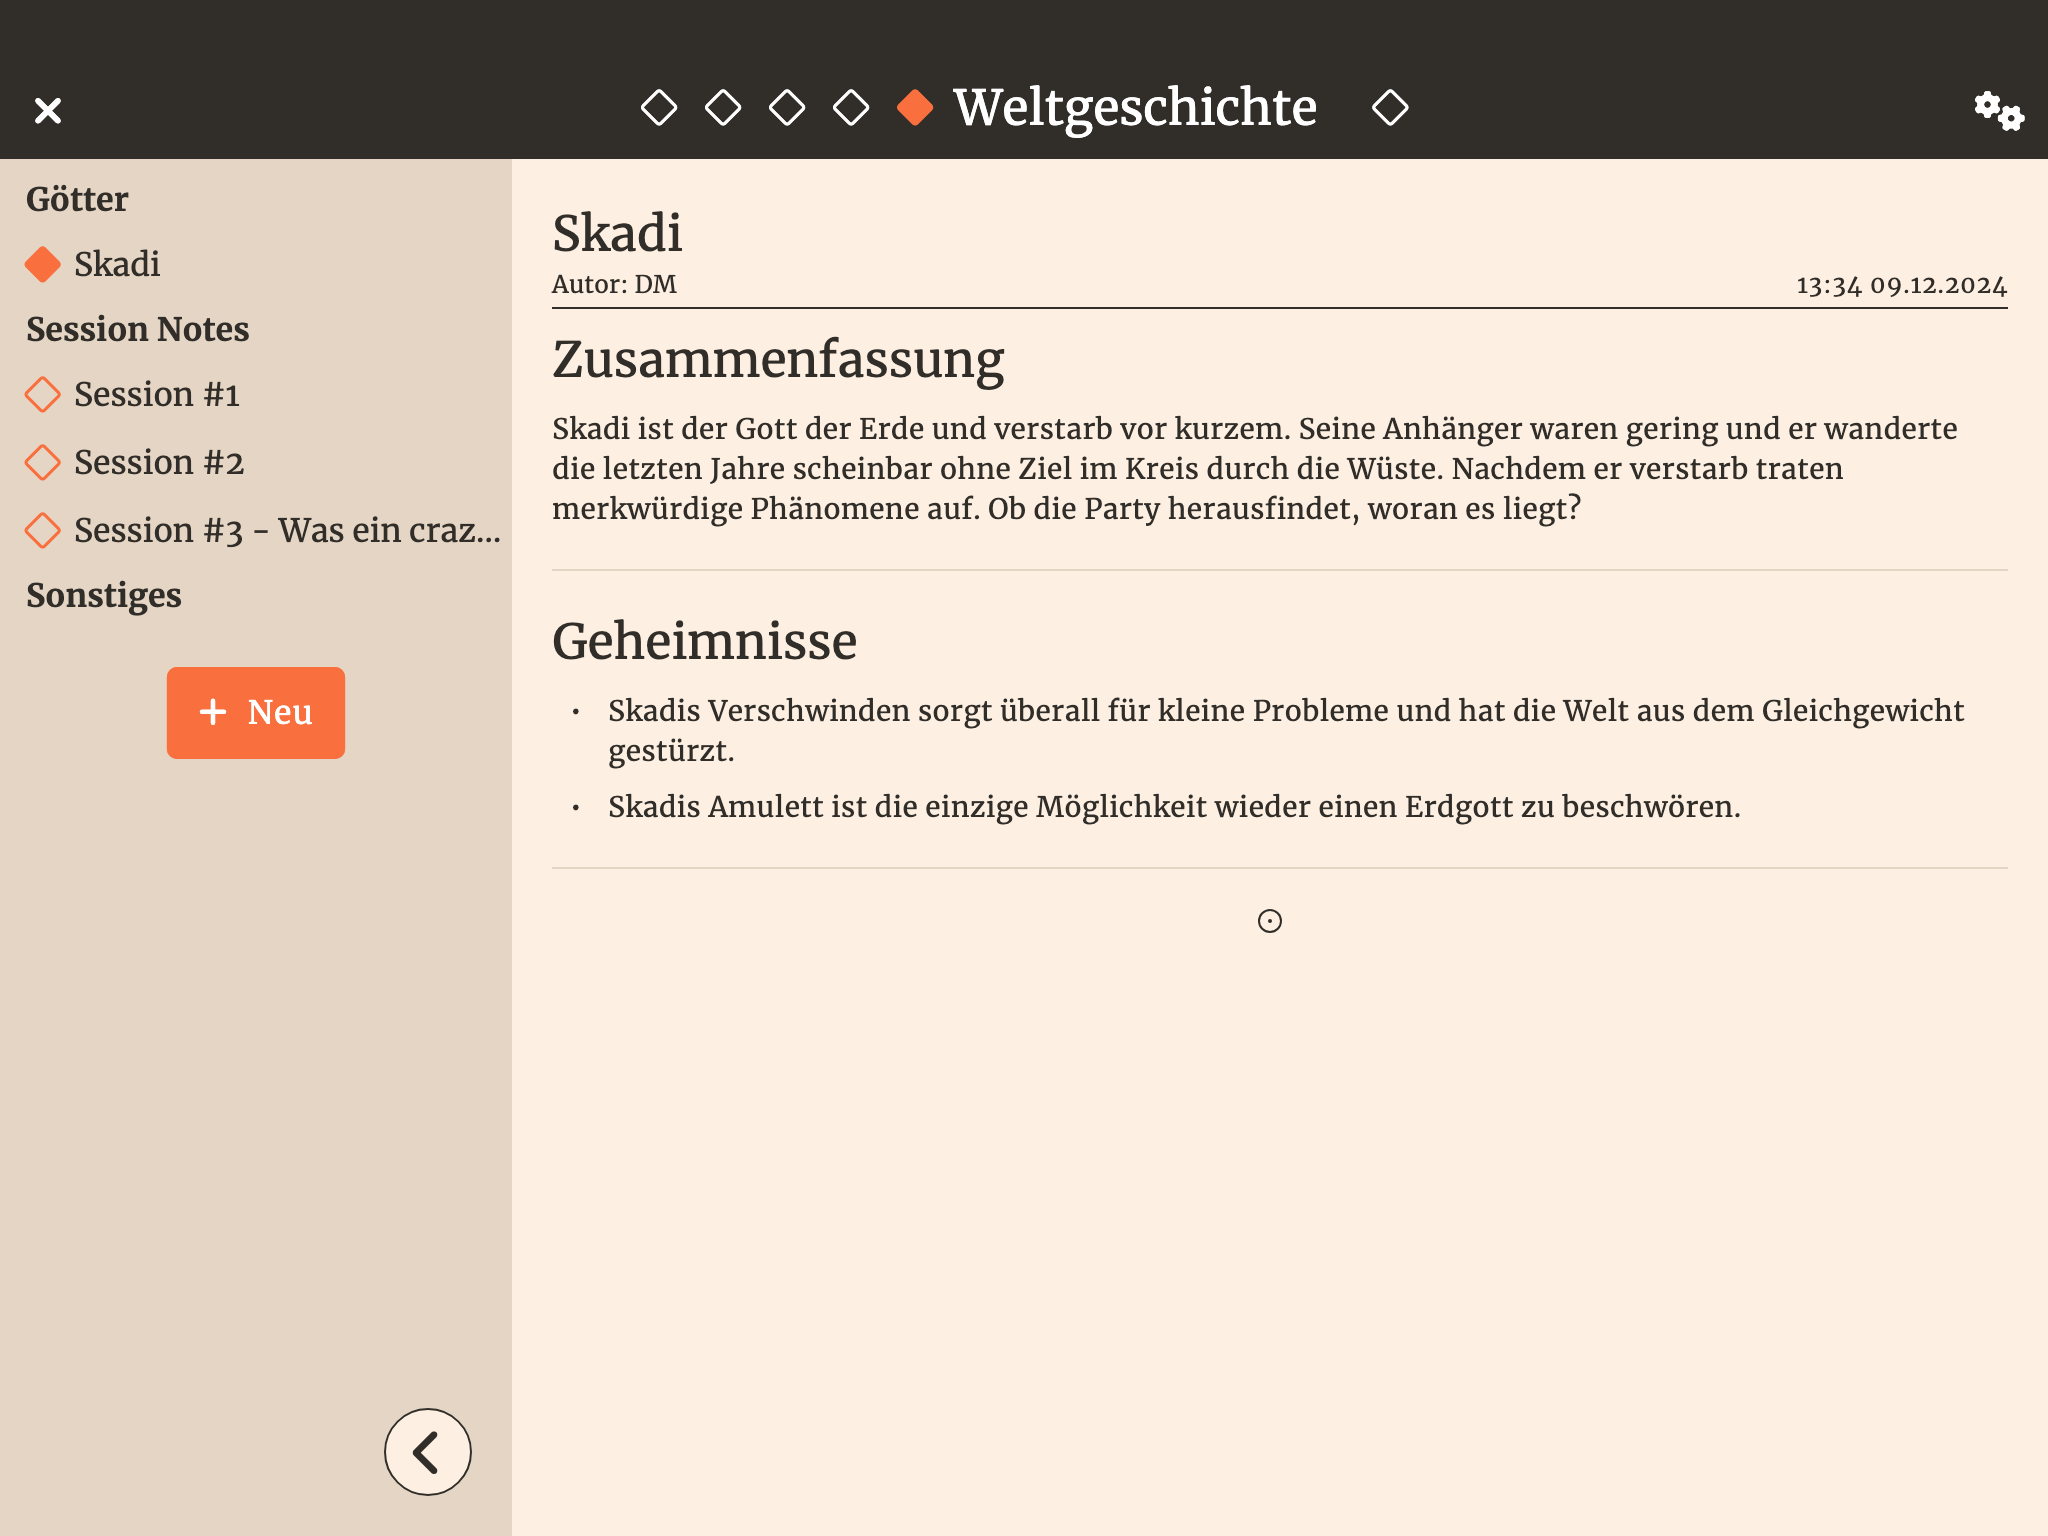 Weltgeschichte
Götter
Skadi
Session Notes
Session #1
Session #2
Session #3 - Was ein craz...
Sonstiges
+ Neu
Skadi
Autor: DM
13:34 09.12.2024
Zusammenfassung
Skadi ist der Gott der Erde und verstarb vor kurzem. Seine Anhänger waren gering und er wanderte
die letzten Jahre scheinbar ohne Ziel im Kreis durch die Wüste. Nachdem er verstarb traten
merkwürdige Phänomene auf. Ob die Party herausfindet, woran es liegt?
Geheimnisse
• Skadis Verschwinden sorgt überall für kleine Probleme und hat die Welt aus dem Gleichgewicht
gestürzt.
• Skadis Amulett ist die einzige Möglichkeit wieder einen Erdgott zu beschwören.